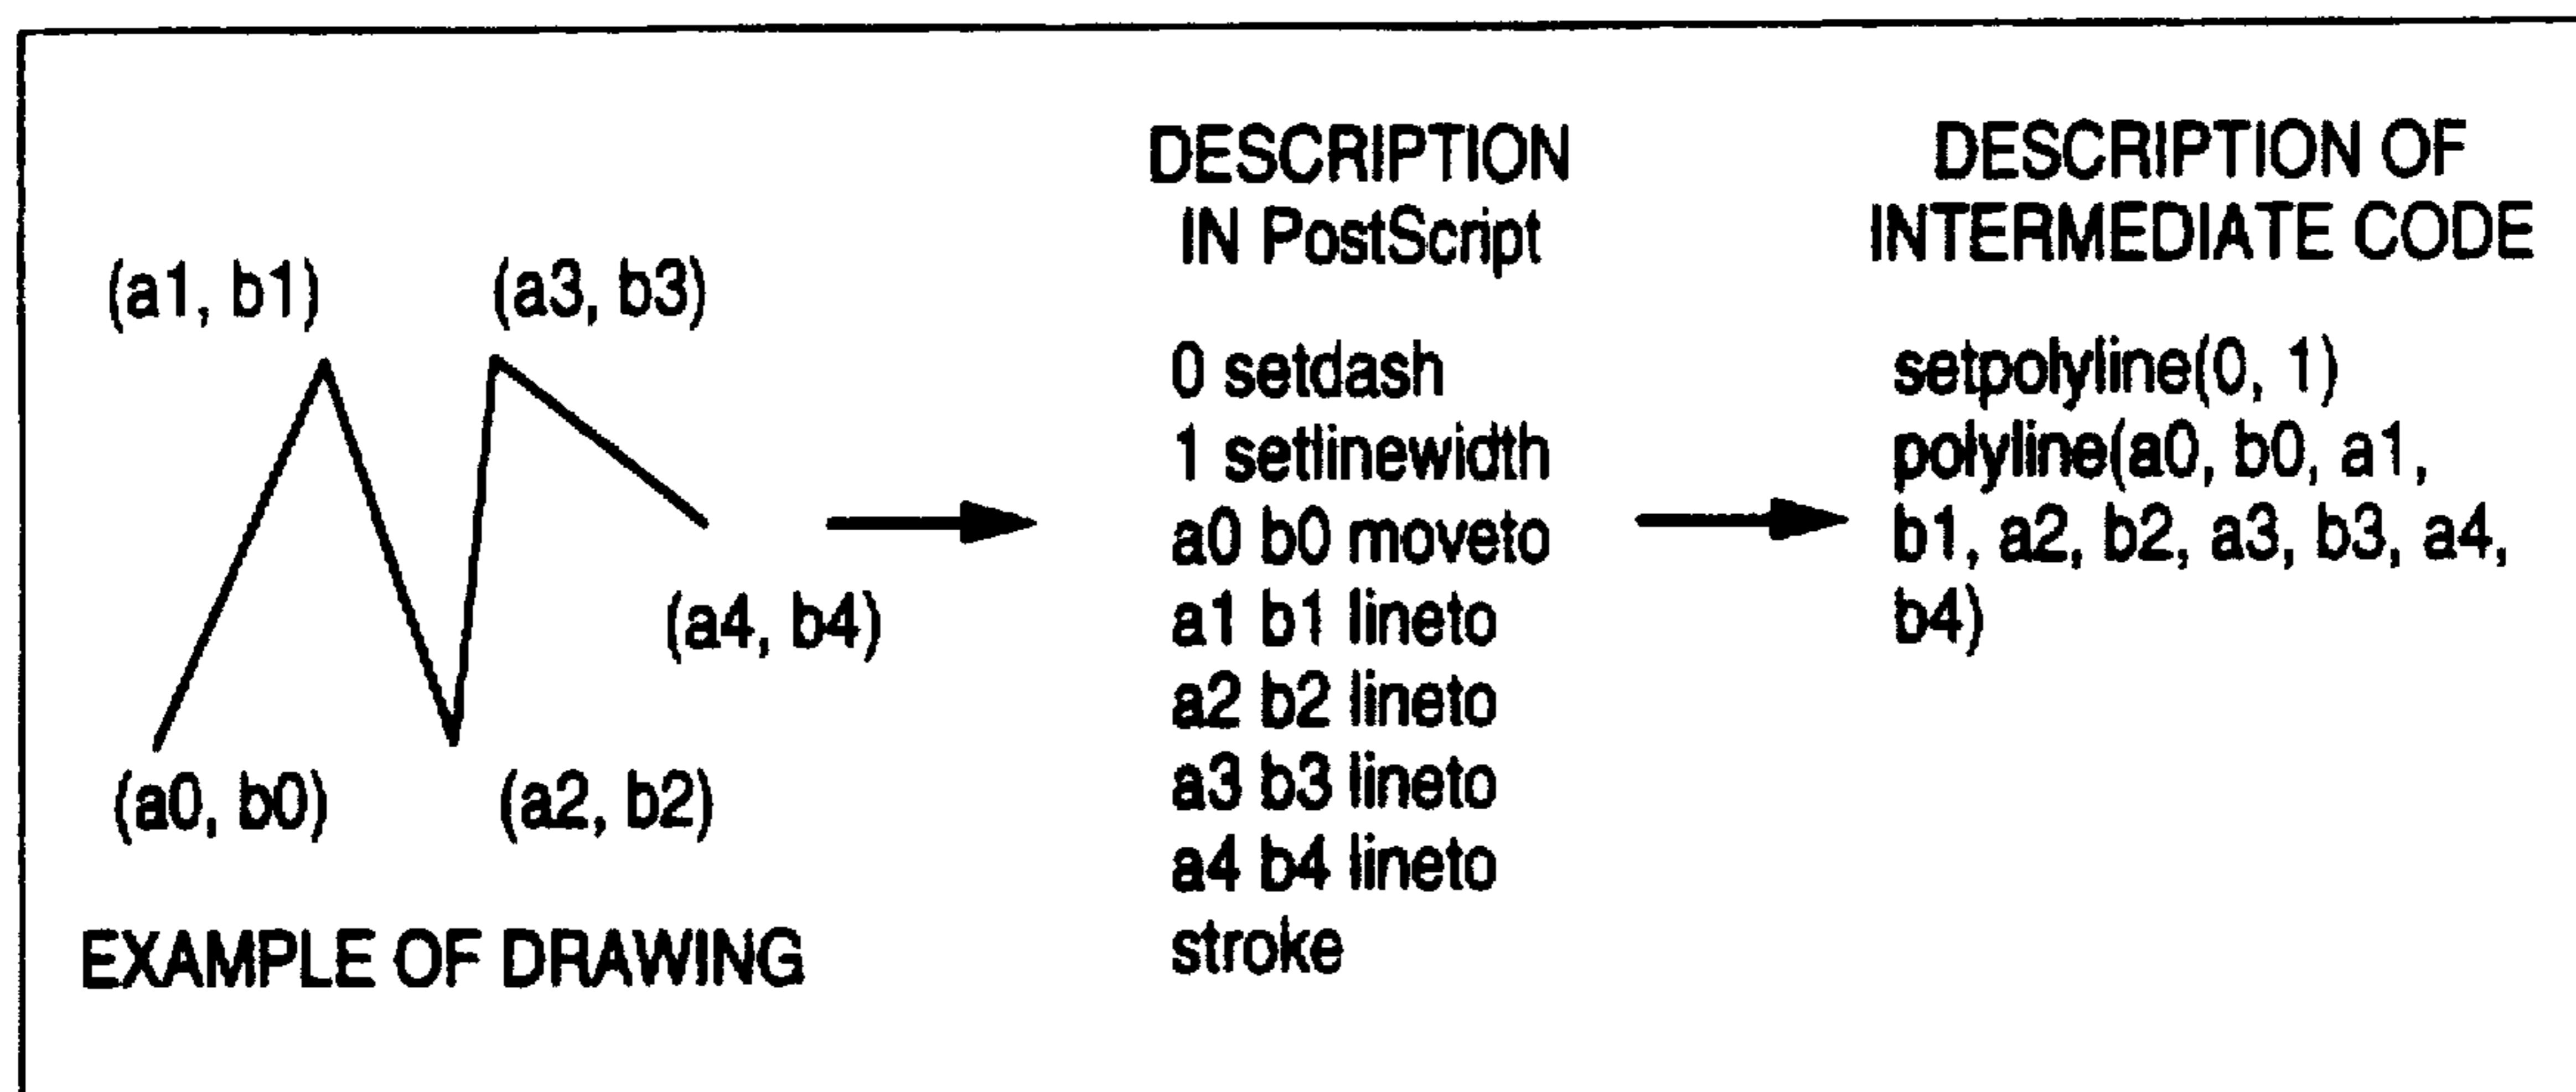 (a1, b1)
(a3, b3)
(a4, b4)
(a0, b0)
(a2, b2)
EXAMPLE OF DRAWING
DESCRIPTION
IN PostScript
0 setdash
1 setlinewidth
a0 b0 moveto
a1 b1 lineto
a2 b2 lineto
a3 b3 lineto
a4 b4 lineto
stroke
DESCRIPTION OF
INTERMEDIATE CODE
setpolyline(0, 1)
polyline(a0, b0, a1,
b1, a2, b2, a3, b3, a4,
b4)